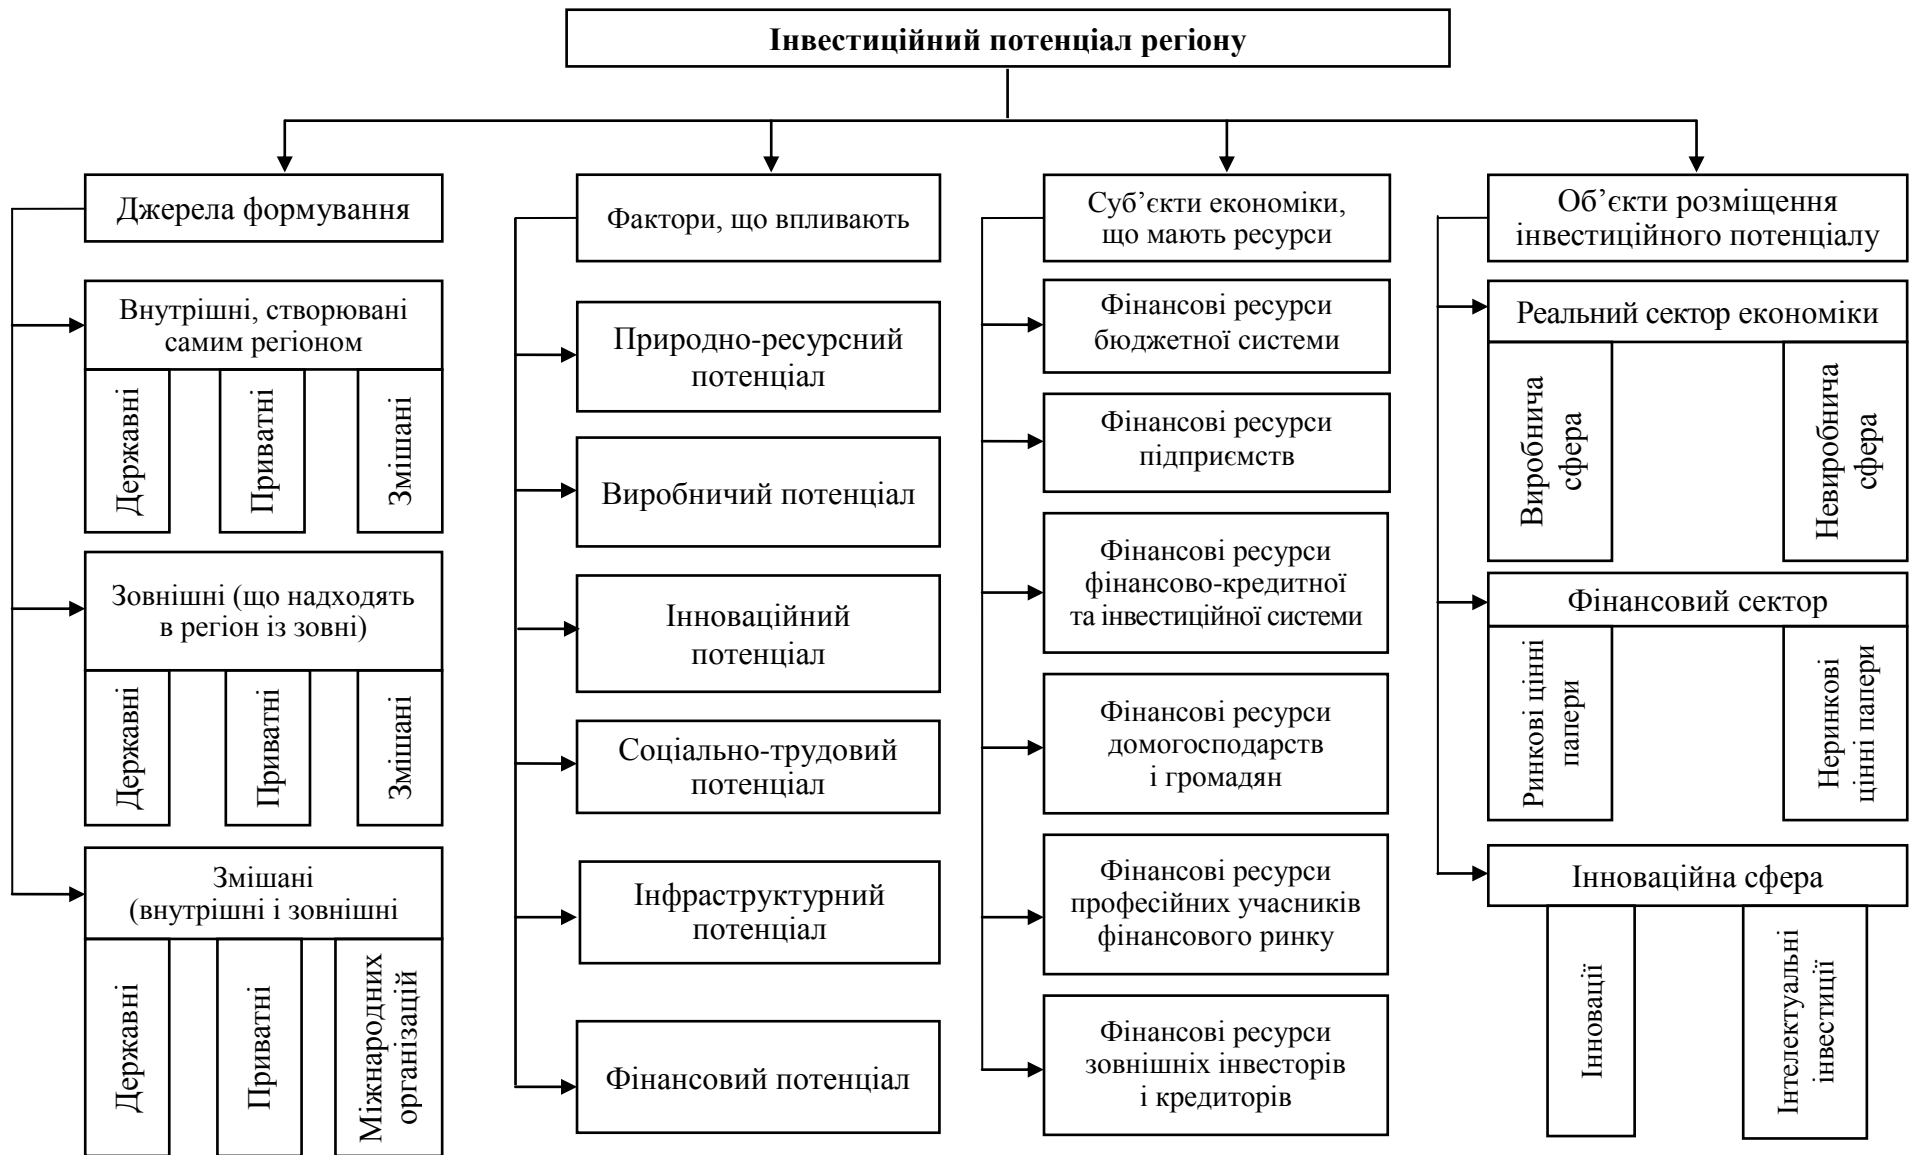 Інвестиційний потенціал регіону
Джерела формування
Внутрішні, створювані
самим регіоном
Державні
Приватні
Змішані
Зовнішні (що надходять
в регіон із зовні)
Державні
Приватні
Змішані
Змішані
(внутрішні і зовнішні
Державні
Приватні
Міжнародних
організацій
Фактори, що впливають
Природно-ресурсний
потенціал
Виробничий потенціал
Інноваційний
потенціал
Соціально-трудовий
потенціал
Інфраструктурний
потенціал
Фінансовий потенціал
Суб’єкти економіки,
що мають ресурси
Фінансові ресурси
бюджетної системи
Фінансові ресурси
підприємств
Фінансові ресурси
фінансово-кредитної
та інвестиційної системи
Фінансові ресурси
домогосподарств
і громадян
Фінансові ресурси
професійних учасників
фінансового ринку
Фінансові ресурси
зовнішніх інвесторів
і кредиторів
Об’єкти розміщення
інвестиційного потенціалу
Реальний сектор економіки
Виробнича
сфера
Невиробнича
сфера
Фінансовий сектор
Ринкові цінні
папери
Неринкові
цінні папери
Інноваційна сфера
Інновації
Інтелектуальні
інвестиції